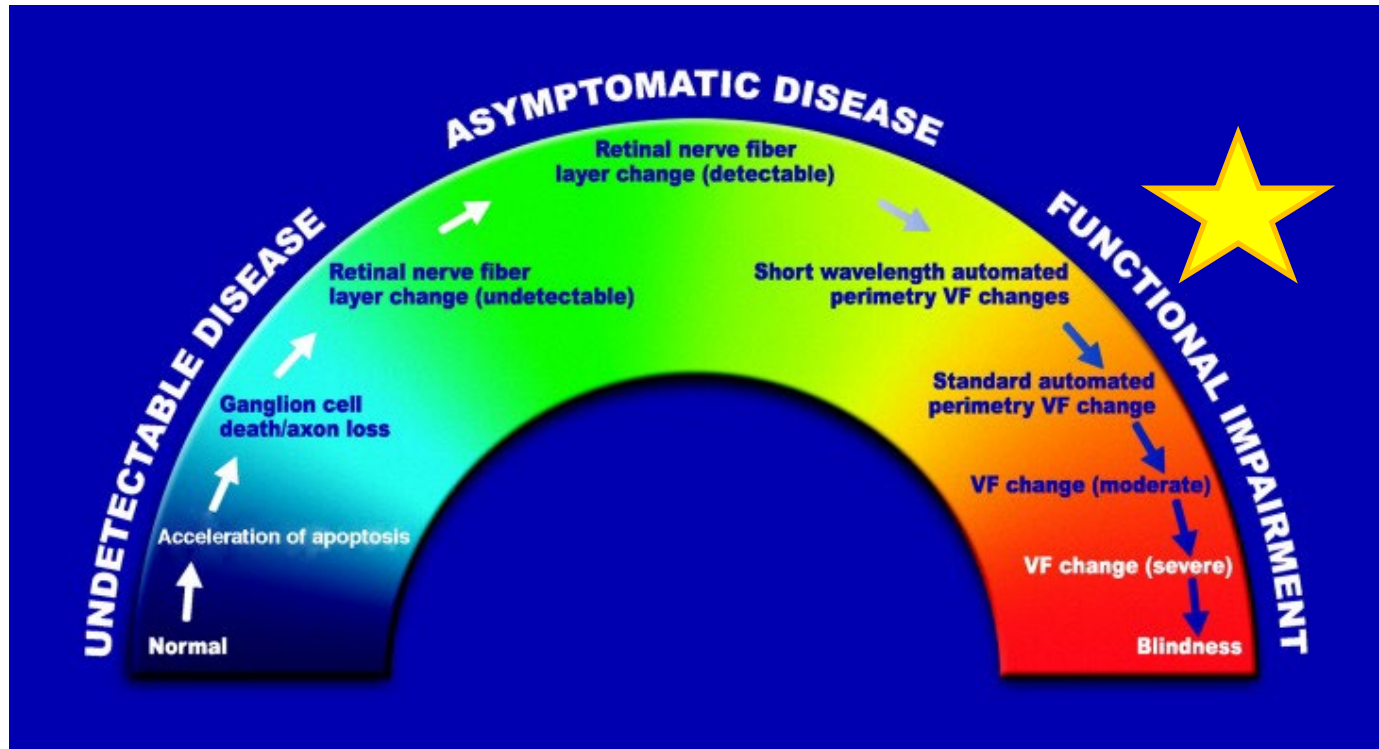 UNDETECTABLE DISEASE
ASYMPTOMATIC DISEASE
FUNCTIONAL IMPAIRMENT
Normal
Acceleration of apoptosis
Ganglion cell
death/axon loss
Retinal nerve fiber
layer change (undetectable)
Retinal nerve fiber
layer change (detectable)
Short wavelength automated
perimetry VF changes
Standard automated
perimetry VF change
VF change (moderate)
VF change (severe)
Blindness